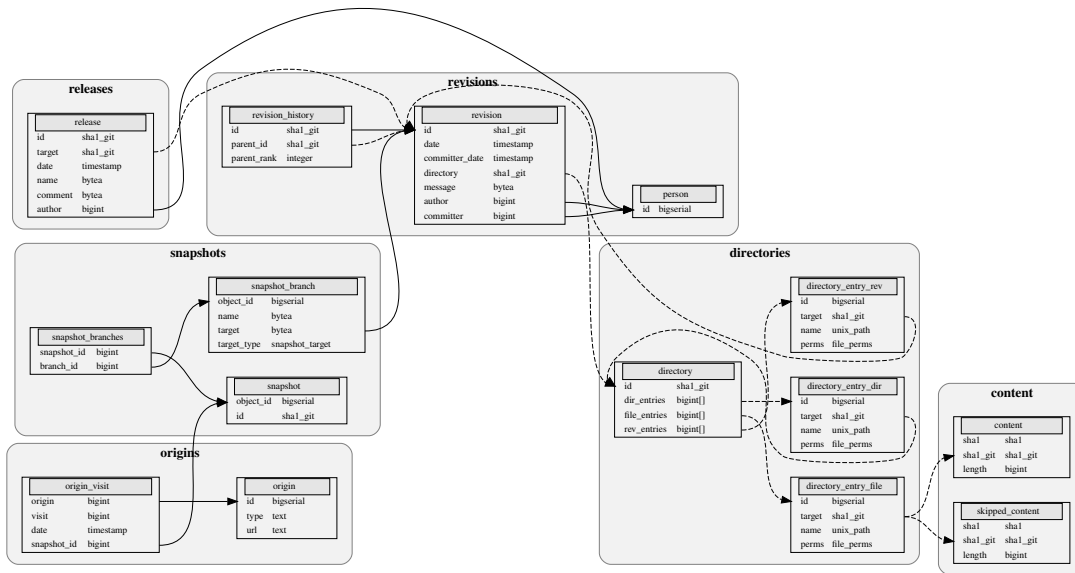 releases
release
id sha1_git
target sha1_git
date timestamp
name bytea
comment bytea
author bigint
revisions
revision_history
id sha1_git
parent_id sha1_git
parent_rank integer
revision
id sha1_git
date timestamp
committer_date timestamp
directory sha1_git
message bytea
author bigint
committer bigint
person
id bigserial
snapshots
snapshot_branch
object_id bigserial
name bytea
target bytea
target_type snapshot_target
snapshot_branches
snapshot_id bigint
branch_id bigint
snapshot
object_id bigserial
id sha1_git
origins
origin_visit
origin bigint
visit bigint
date timestamp
snapshot_id bigint
origin
id bigserial
type text
url text
directories
directory_entry_rev
id bigserial
target sha1_git
name unix_path
perms file_perms
directory
id sha1_git
dir_entries bigint[]
file_entries bigint[]
rev_entries bigint[]
directory_entry_dir
id bigserial
target sha1_git
name unix_path
perms file_perms
directory_entry_file
id bigserial
target sha1_git
name unix_path
perms file_perms
content
content
sha1 sha1
sha1_git sha1_git
length bigint
skipped_content
sha1 sha1
sha1_git sha1_git
length bigint